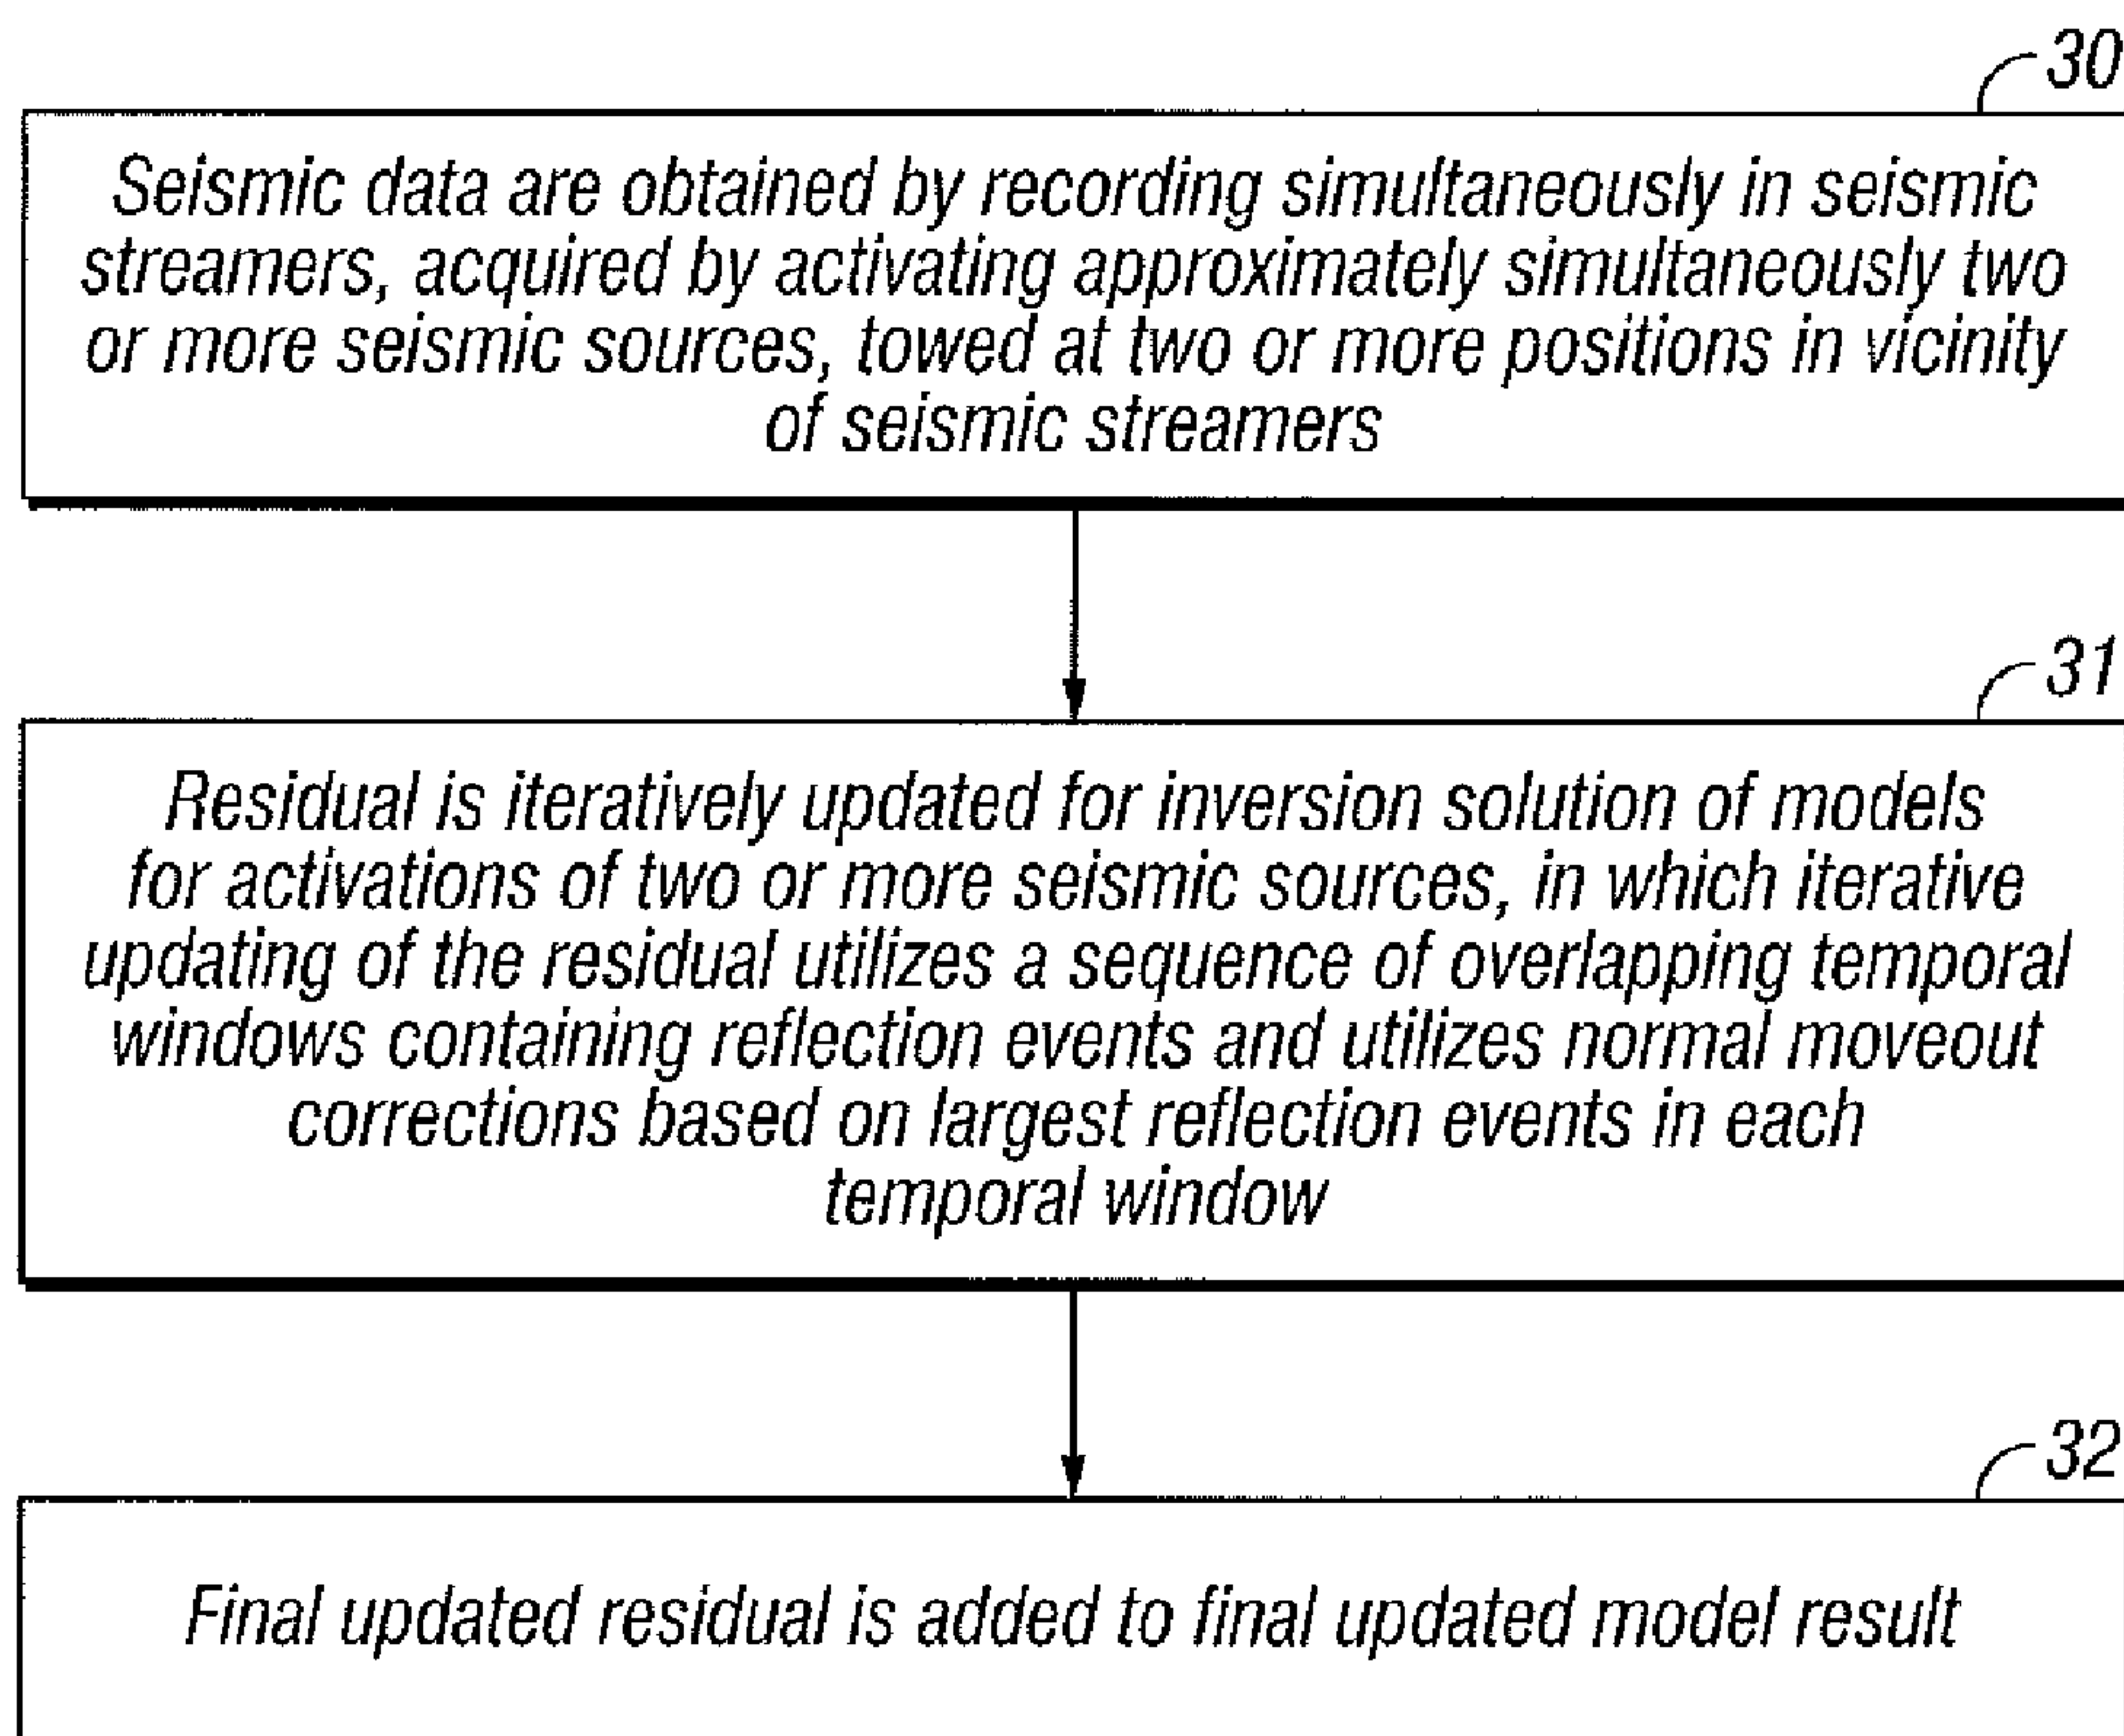 30
Seismic data are obtained by recording simultaneously in seismic
streamers, acquired by activating approximately simultaneously two
or more seismic sources, towed at two or more positions in vicinity
of seismic streamers
31
Residual is iteratively updated for inversion solution of models
for activations of two or more seismic sources, in which iterative
updating of the residual utilizes a sequence of overlapping temporal
windows containing reflection events and utilizes normal moveout
corrections based on largest reflection events in each
temporal window
32
Final updated residual is added to final updated model result